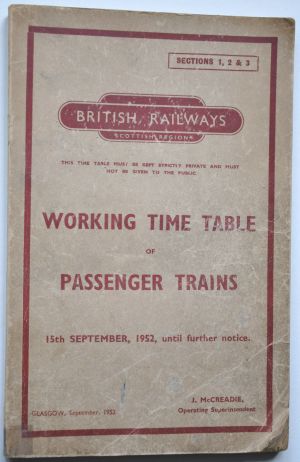 SECTIONS 1, 2 & 3
BRITISH RAILWAYS
SCOTTISH REGION
THIS TIME TABLE MUST BE KEPT STRICTLY PRIVATE AND MUST
NOT BE GIVEN TO THE PUBLIC
WORKING TIME TABLE
OF
PASSENGER TRAINS
15th SEPTEMBER, 1952, until further notice.
J. McCREADIE,
GLASGOW, September, 1952
Operating Superintendent